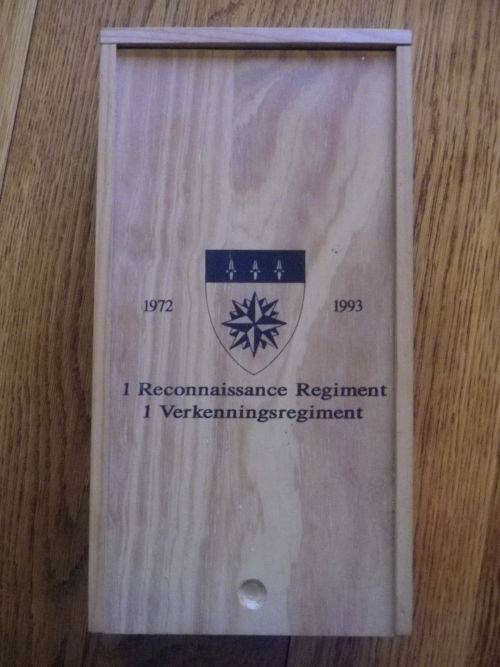 1972 1993
1 Reconnaissance Regiment
1 Verkenningsregiment